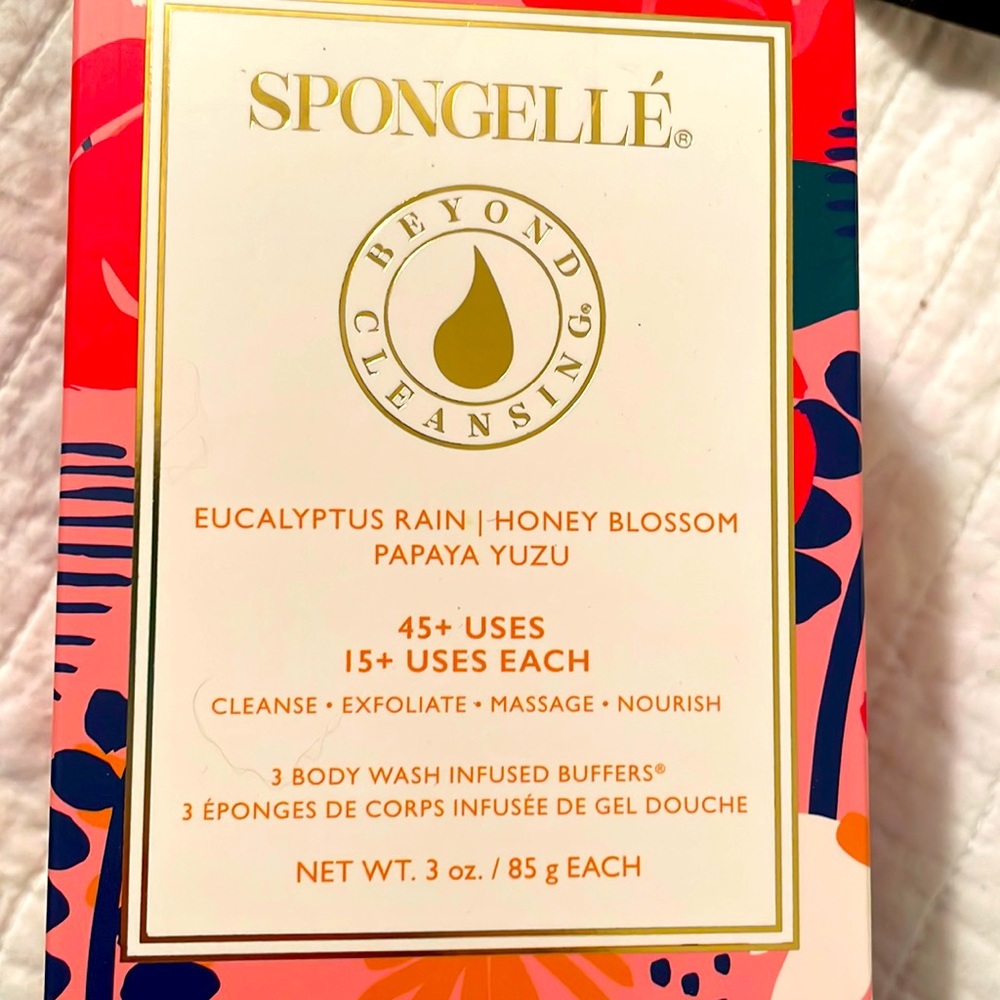 SPONGELLÉ®
BEYOND
CLEANSING®
EUCALYPTUS RAIN | HONEY BLOSSOM
PAPAYA YUZU
45+ USES
15+ USES EACH
CLEANSE • EXFOLIATE • MASSAGE • NOURISH
3 BODY WASH INFUSED BUFFERS®
3 ÉPONGES DE CORPS INFUSÉE DE GEL DOUCHE
NET WT. 3 oz. / 85 g EACH